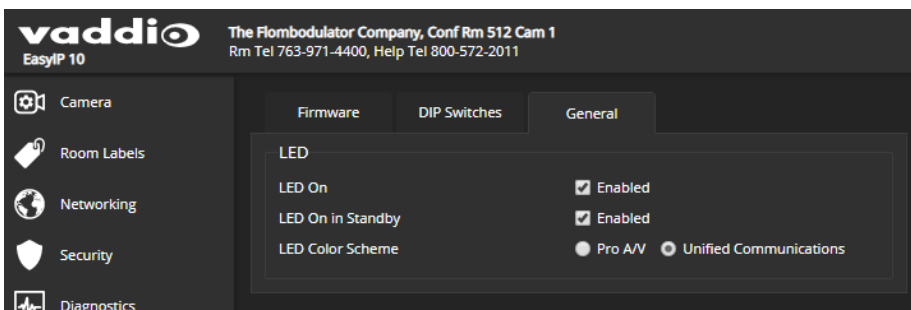 vaddio
EasyIP 10
The Flombodulator Company, Conf Rm 512 Cam 1
Rm Tel 763-971-4400, Help Tel 800-572-2011
Camera
Room Labels
Networking
Security
Diagnostics
Firmware DIP Switches General
LED
LED On Enabled
LED On in Standby Enabled
LED Color Scheme Pro A/V Unified Communications